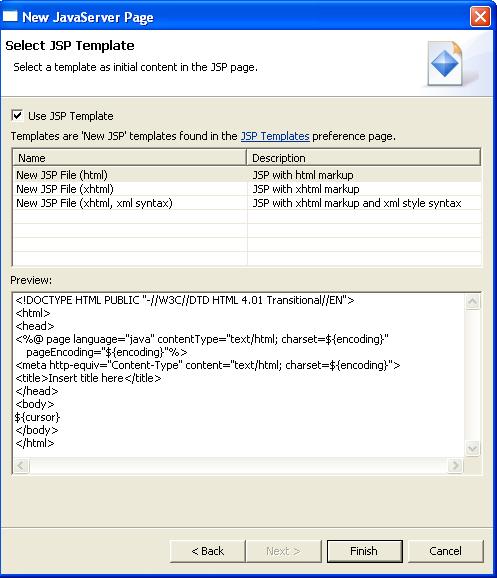 New JavaServer Page
Select JSP Template
Select a template as initial content in the JSP page.
Use JSP Template
Templates are 'New JSP' templates found in the JSP Templates preference page.
Name Description
New JSP File (html) JSP with html markup
New JSP File (xhtml) JSP with xhtml markup
New JSP File (xhtml, xml syntax) JSP with xhtml markup and xml style syntax
Preview:
<!DOCTYPE HTML PUBLIC "-//W3C//DTD HTML 4.01 Transitional//EN">
<html>
<head>
<%@ page language="java" contentType="text/html; charset=${encoding}"
pageEncoding="${encoding}"%>
<meta http-equiv="Content-Type" content="text/html; charset=${encoding}">
<title>Insert title here</title>
</head>
<body>
${cursor}
</body>
</html>
< Back Next > Finish Cancel